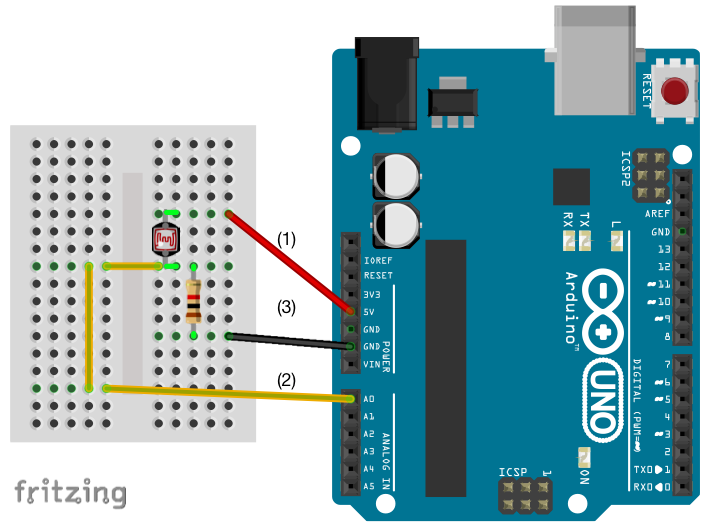 (1)
(3)
(2)
fritzing
RESET
ICSP2
AREF
GND
13
12
11
10
9
8
7
6
5
4
3
2
TX0 1
RX0 0
DIGITAL (PWM=~)
L
TX
RX
Arduino™
UNO
ON
ICSP 1
IOREF
RESET
3V3
5V
GND
GND
VIN
POWER
A0
A1
A2
A3
A4
A5
ANALOG IN